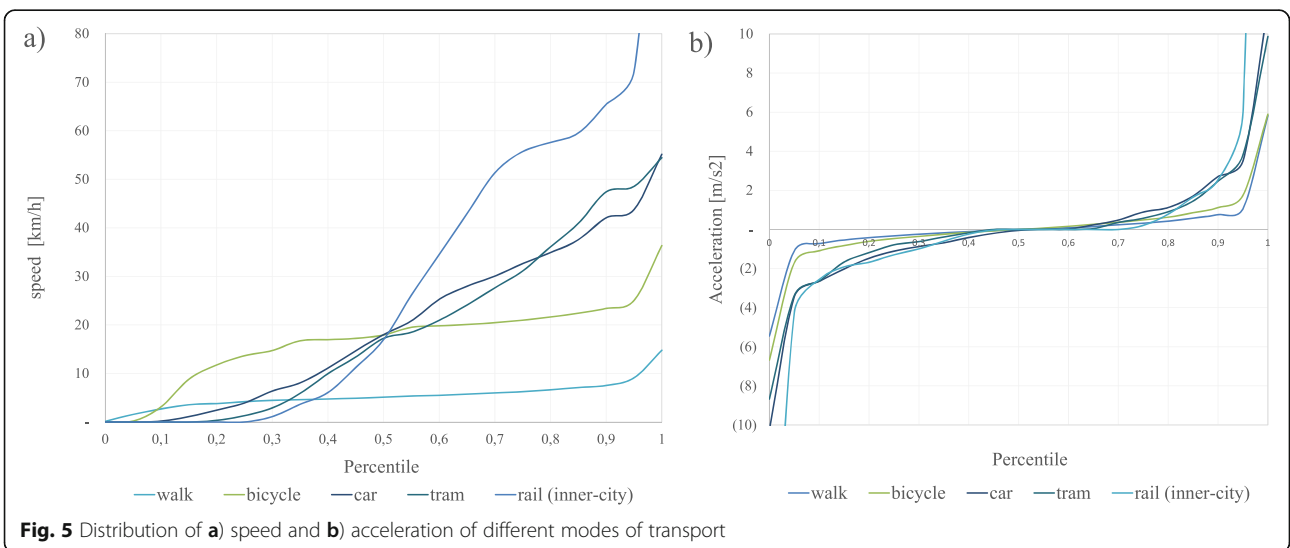 a)
80
70
60
50
40
30
20
10
-
speed [km/h]
0 0,1 0,2 0,3 0,4 0,5 0,6 0,7 0,8 0,9 1
Percentile
walk bicycle car tram rail (inner-city)
b)
10
8
6
4
2
-
(2)
(4)
(6)
(8)
(10)
Acceleration [m/s2]
0 0,1 0,2 0,3 0,4 0,5 0,6 0,7 0,8 0,9 1
Percentile
walk bicycle car tram rail (inner-city)
Fig. 5 Distribution of a) speed and b) acceleration of different modes of transport